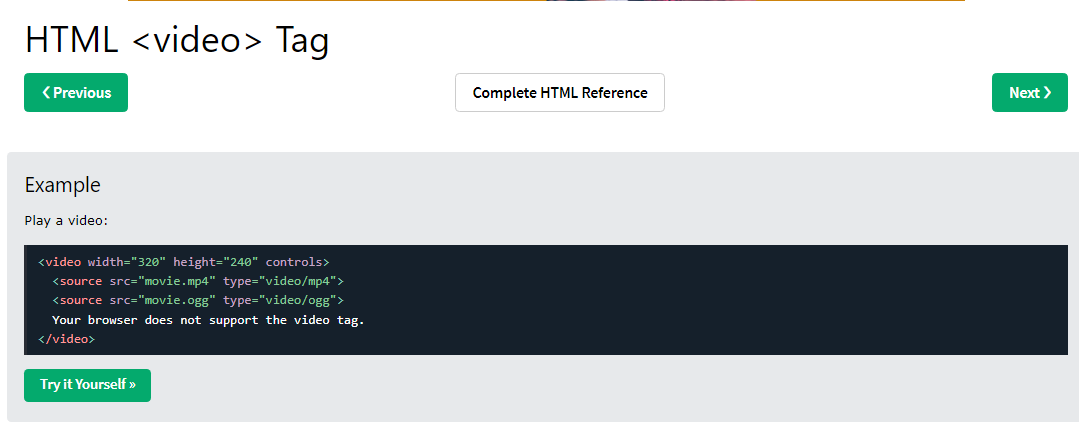 HTML <video> Tag
❮ Previous
Complete HTML Reference
Next ❯
Example
Play a video:
<video width="320" height="240" controls>
  <source src="movie.mp4" type="video/mp4">
  <source src="movie.ogg" type="video/ogg">
  Your browser does not support the video tag.
</video>
Try it Yourself »